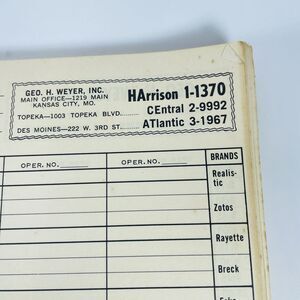 GEO. H. WEYER, INC.
MAIN OFFICE—1219 MAIN
KANSAS CITY, MO.
HArrison 1-1370
TOPEKA—1003 TOPEKA BLVD.
CEntral 2-9992
DES MOINES—222 W. 3RD ST.
ATlantic 3-1967
OPER. NO. OPER. NO. BRANDS
Realis-
tic
Zotos
Rayette
Breck